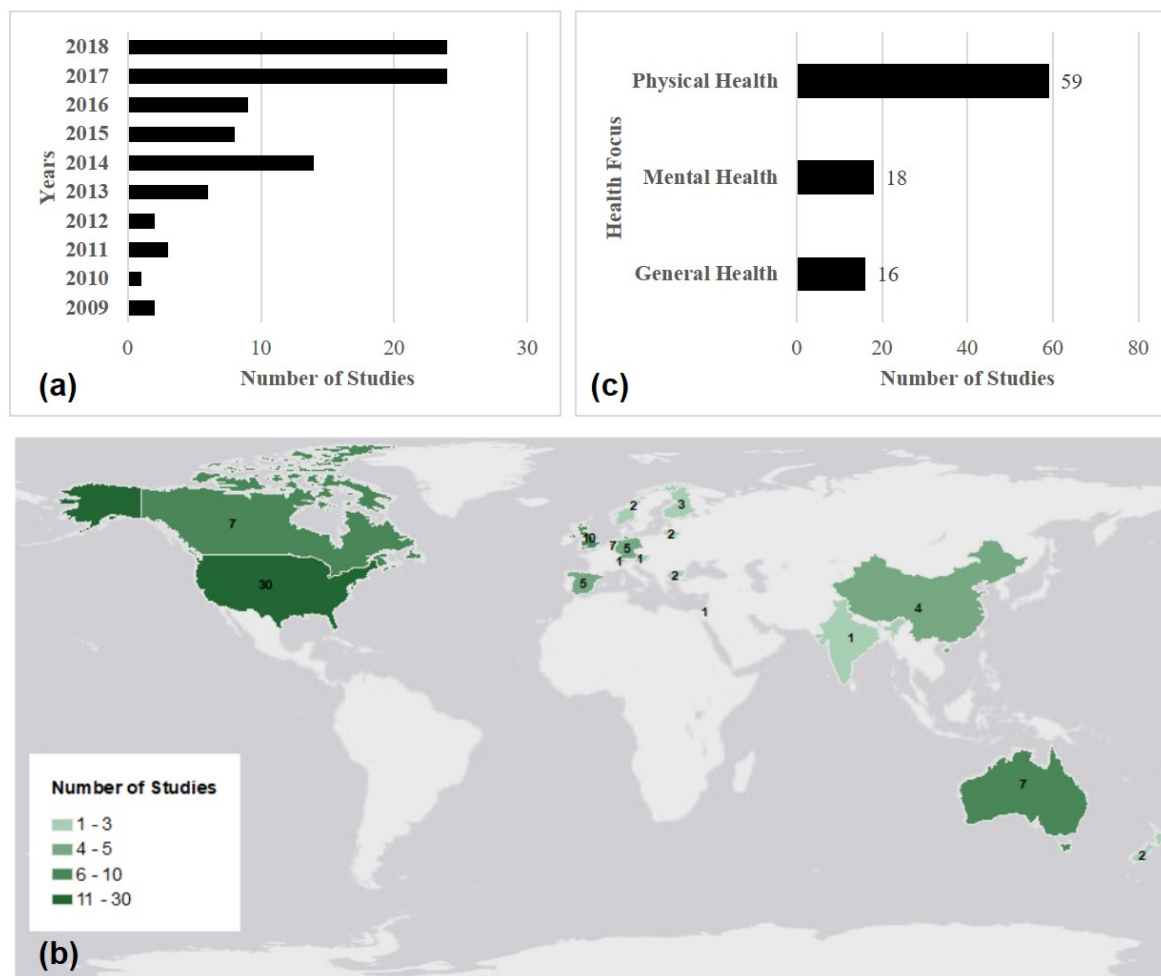 Years
2018
2017
2016
2015
2014
2013
2012
2011
2010
2009
0 10 20 30
Number of Studies
(a)
Health Focus
Physical Health 59
Mental Health 18
General Health 16
0 20 40 60 80
Number of Studies
(c)
7
30
10
2
3
2
7
5
1
1
5
2
1
4
1
7
2
Number of Studies
1 - 3
4 - 5
6 - 10
11 - 30
(b)